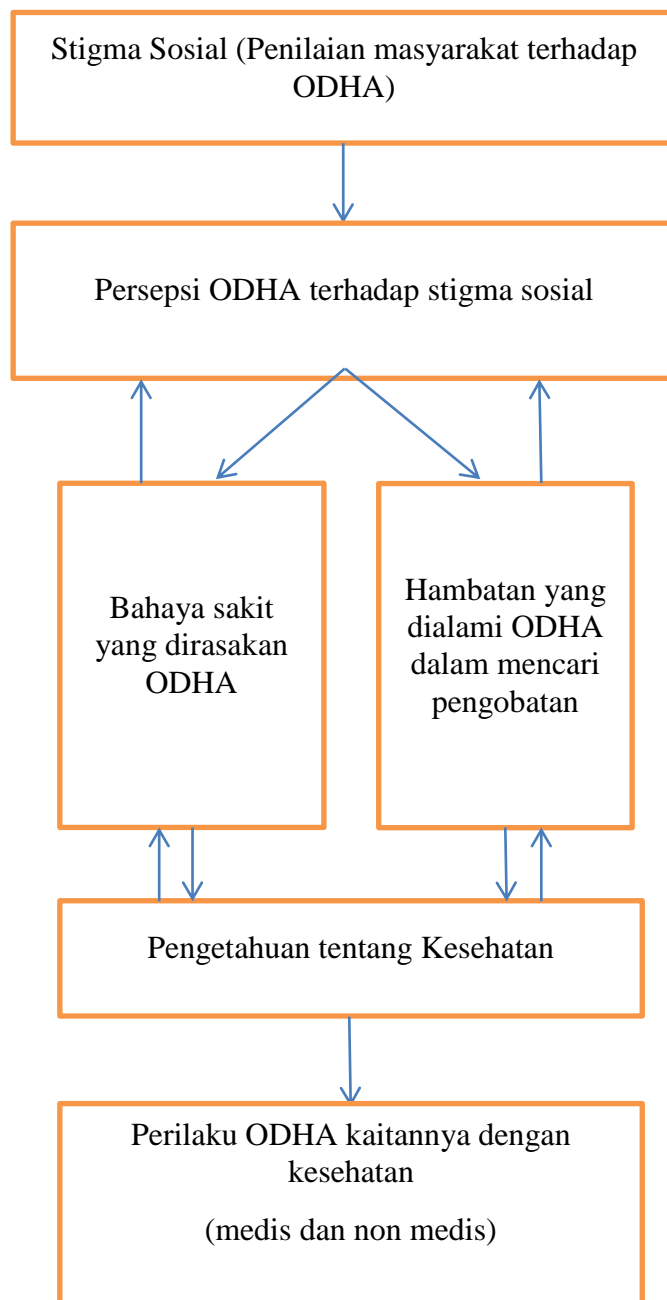 Stigma Sosial (Penilaian masyarakat terhadap
ODHA)
Persepsi ODHA terhadap stigma sosial
Bahaya sakit
yang dirasakan
ODHA
Hambatan yang
dialami ODHA
dalam mencari
pengobatan
Pengetahuan tentang Kesehatan
Perilaku ODHA kaitannya dengan
kesehatan
(medis dan non medis)